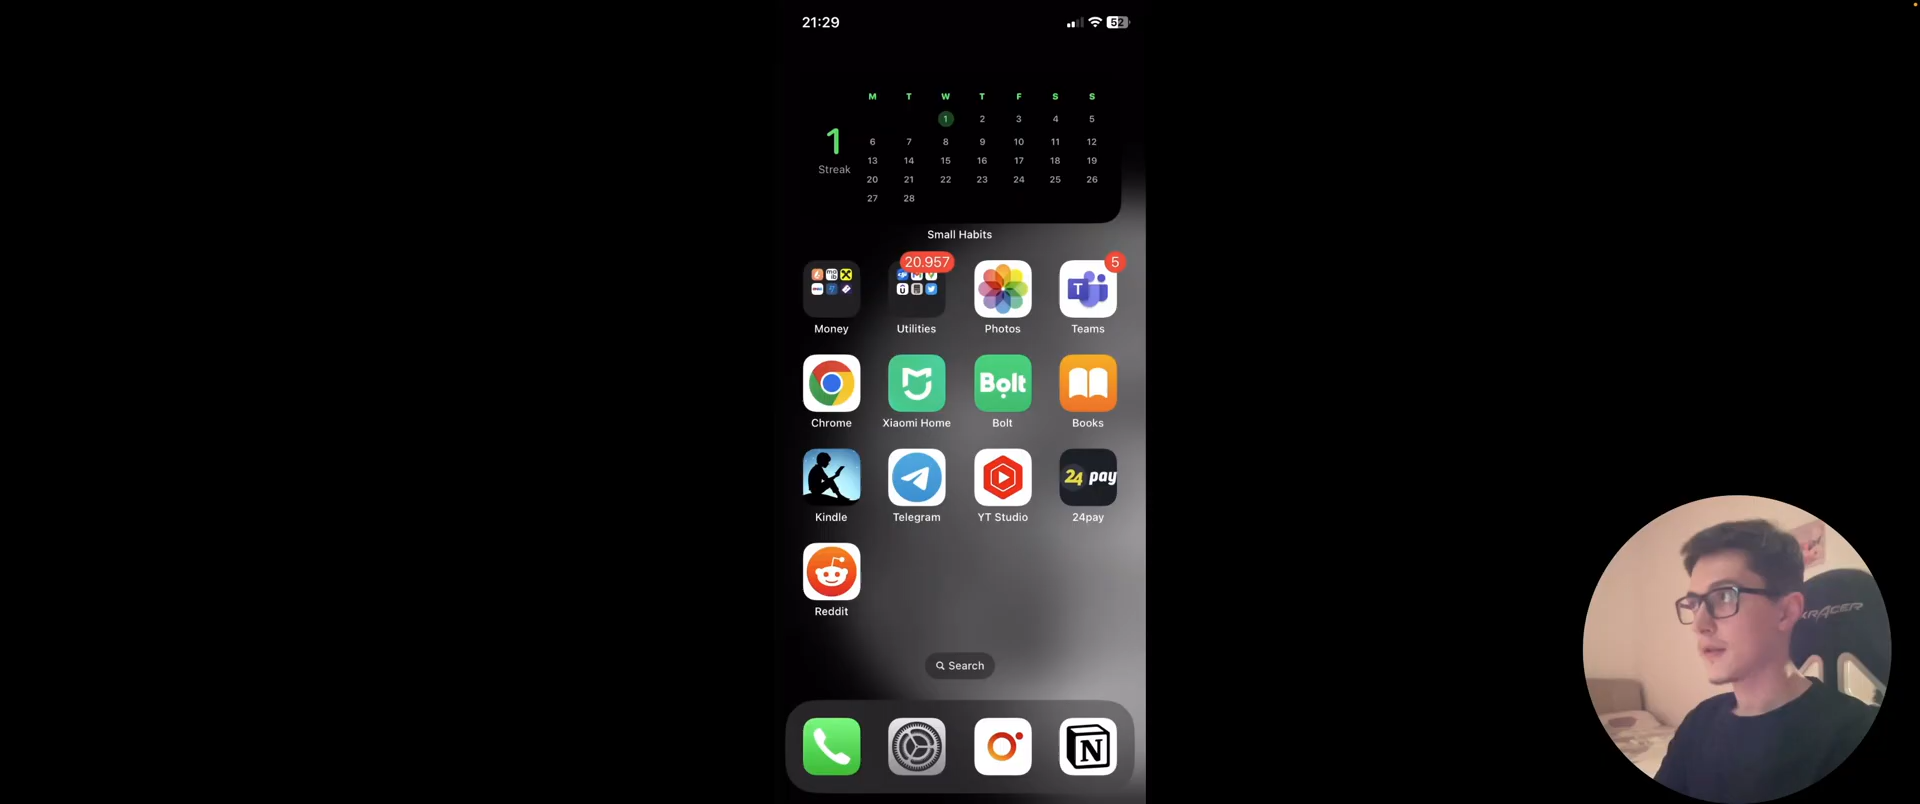 21:29
52
M T W T F S S
1 2 3 4 5
1
6 7 8 9 10 11 12
Streak
13 14 15 16 17 18 19
20 21 22 23 24 25 26
27 28
Small Habits
20.957
5
Money Utilities Photos Teams
Bolt
Chrome Xiaomi Home Bolt Books
24 pay
Kindle Telegram YT Studio 24pay
Reddit
Search
N